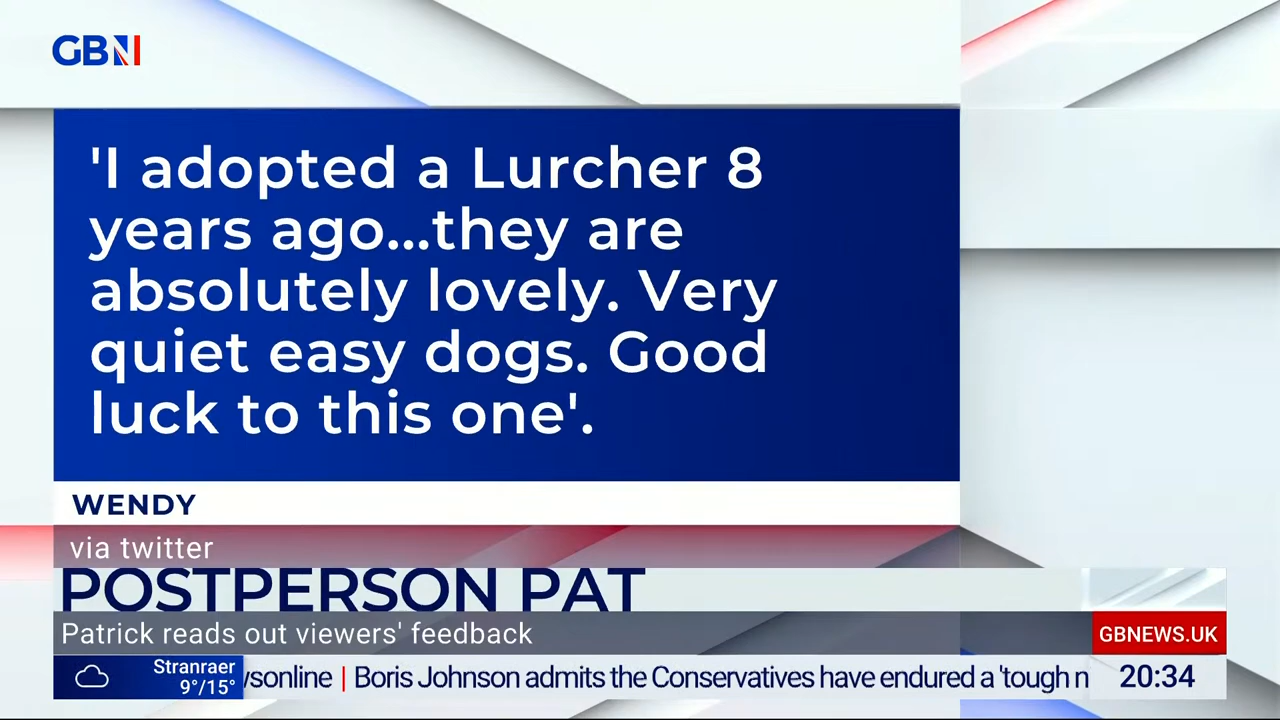 GBN
'I adopted a Lurcher 8
years ago...they are
absolutely lovely. Very
quiet easy dogs. Good
luck to this one'.
WENDY
via twitter
POSTPERSON PAT
Patrick reads out viewers' feedback
GBNEWS.UK
Stranraer
9°/15°
ysonline | Boris Johnson admits the Conservatives have endured a 'tough n
20:34